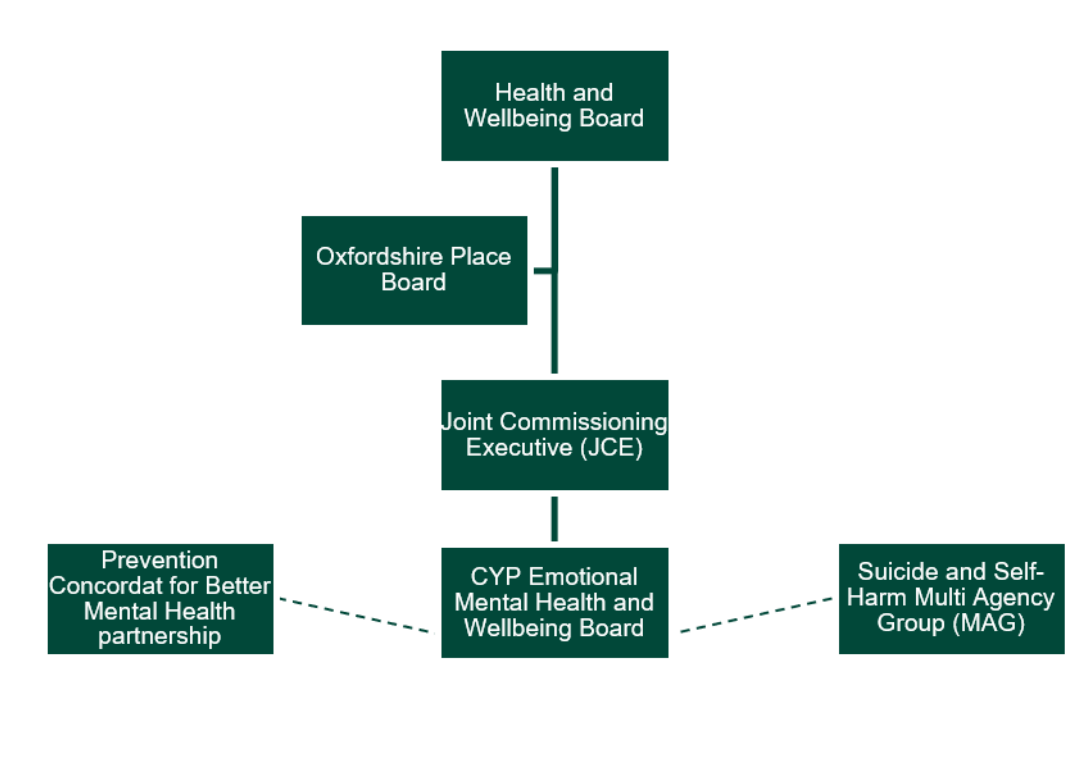 Health and
Wellbeing Board
Oxfordshire Place
Board
Joint Commissioning
Executive (JCE)
Prevention
Concordat for Better
Mental Health
partnership
CYP Emotional
Mental Health and
Wellbeing Board
Suicide and Self-
Harm Multi Agency
Group (MAG)